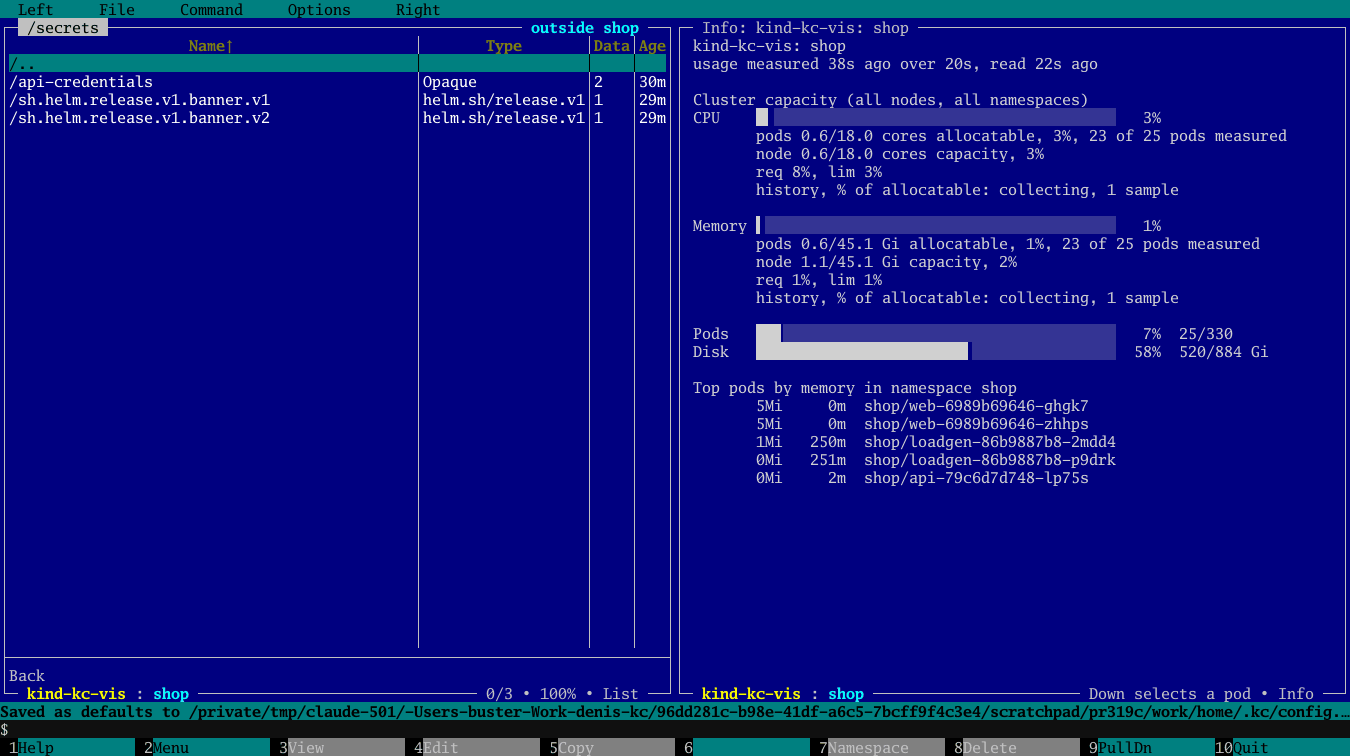 Left File Command Options Right
/secrets outside shop
Name↑ Type Data Age
/..
/api-credentials Opaque 2 30m
/sh.helm.release.v1.banner.v1 helm.sh/release.v1 1 29m
/sh.helm.release.v1.banner.v2 helm.sh/release.v1 1 29m
Back
kind-kc-vis : shop 0/3 • 100% • List
Info: kind-kc-vis: shop
kind-kc-vis: shop
usage measured 38s ago over 20s, read 22s ago
Cluster capacity (all nodes, all namespaces)
CPU 3%
pods 0.6/18.0 cores allocatable, 3%, 23 of 25 pods measured
node 0.6/18.0 cores capacity, 3%
req 8%, lim 3%
history, % of allocatable: collecting, 1 sample
Memory 1%
pods 0.6/45.1 Gi allocatable, 1%, 23 of 25 pods measured
node 1.1/45.1 Gi capacity, 2%
req 1%, lim 1%
history, % of allocatable: collecting, 1 sample
Pods 7% 25/330
Disk 58% 520/884 Gi
Top pods by memory in namespace shop
5Mi 0m shop/web-6989b69646-ghgk7
5Mi 0m shop/web-6989b69646-zhhps
1Mi 250m shop/loadgen-86b9887b8-2mdd4
0Mi 251m shop/loadgen-86b9887b8-p9drk
0Mi 2m shop/api-79c6d7d748-lp75s
kind-kc-vis : shop Down selects a pod • Info
Saved as defaults to /private/tmp/claude-501/-Users-buster-Work-denis-kc/96dd281c-b98e-41df-a6c5-7bcff9f4c3e4/scratchpad/pr319c/work/home/.kc/config.…
$
1Help 2Menu 3View 4Edit 5Copy 6 7Namespace 8Delete 9PullDn 10Quit